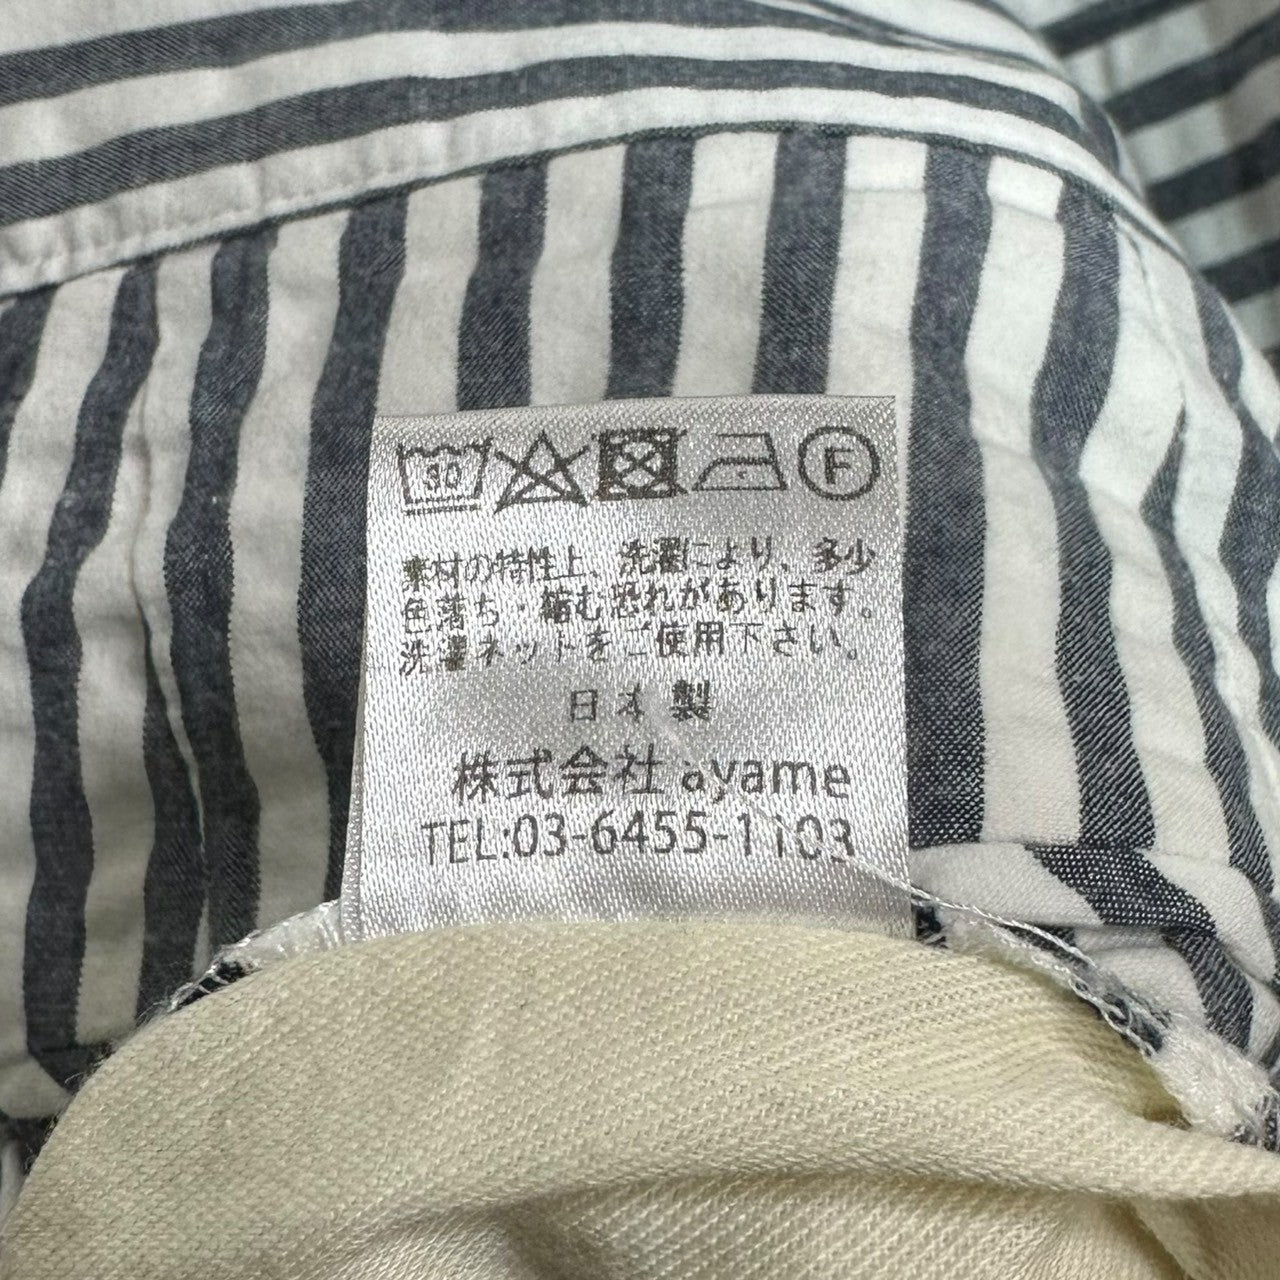 30
F
素材の特性上、洗濯により、多少
色落ち・縮む恐れがあります。
洗濯ネットをご使用下さい。
日本製
株式会社 ayame
TEL:03-6455-1103